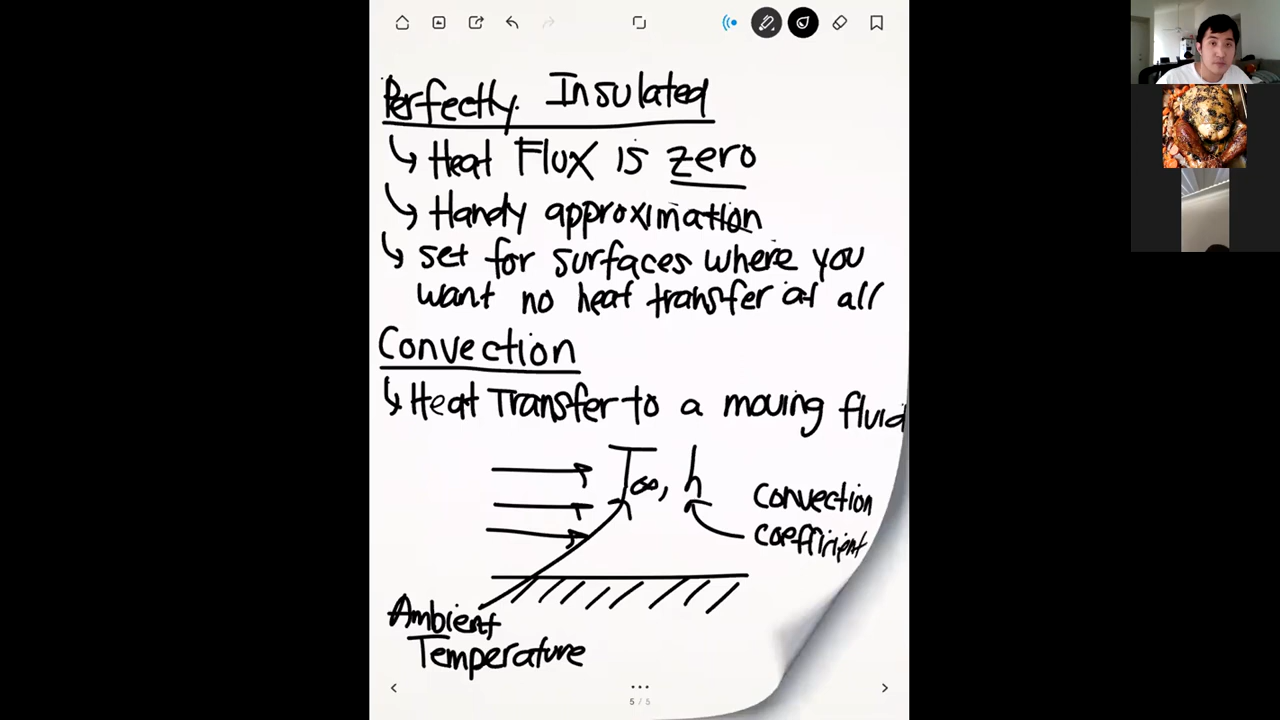 Perfectly Insulated
↳ Heat Flux is zero
↳ Handy approximation
↳ set for surfaces where you
want no heat transfer at all
Convection
↳ Heat Transfer to a moving fluid
T∞, h
convection
coefficient
Ambient
Temperature
5 / 5